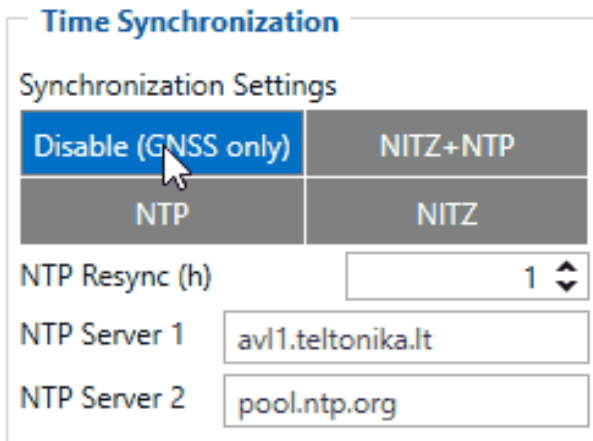 Time Synchronization
Synchronization Settings
Disable (GNSS only) NITZ+NTP
NTP NITZ
NTP Resync (h) 1
NTP Server 1 avl1.teltonika.lt
NTP Server 2 pool.ntp.org